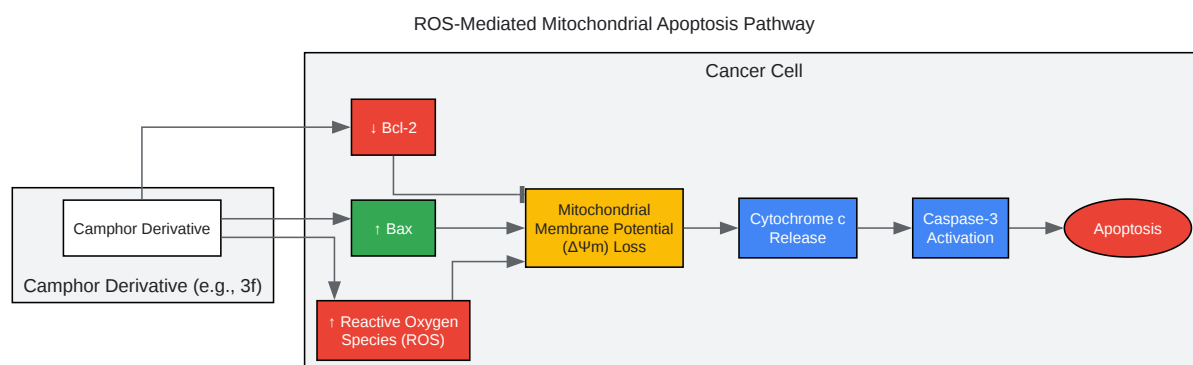 ROS-Mediated Mitochondrial Apoptosis Pathway
Cancer Cell
↓ Bcl-2
Camphor Derivative
Camphor Derivative (e.g., 3f)
↑ Bax
↑ Reactive Oxygen
Species (ROS)
Mitochondrial
Membrane Potential
(ΔΨm) Loss
Cytochrome c
Release
Caspase-3
Activation
Apoptosis